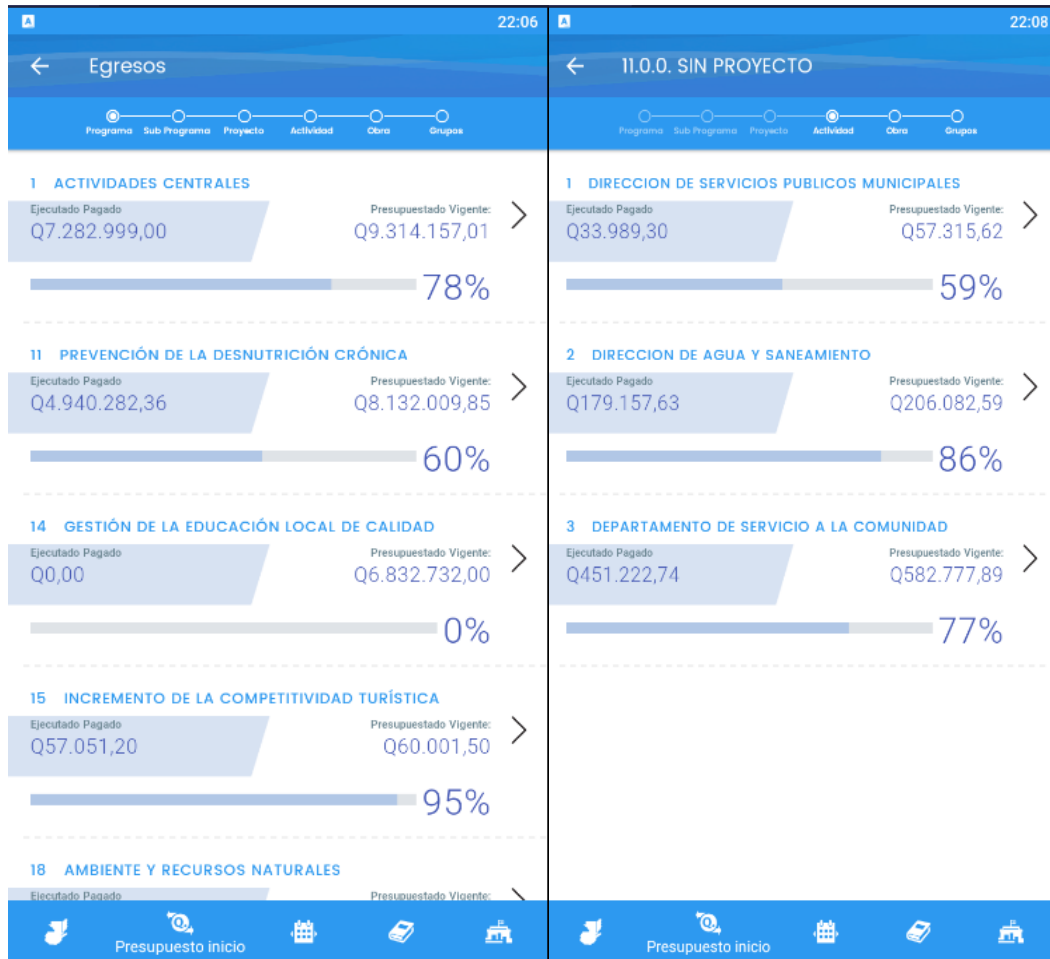 A 22:06
Egresos
Programa Sub Programa Proyecto Actividad Obra Grupos
1 ACTIVIDADES CENTRALES
Ejecutado Pagado Presupuestado Vigente:
Q7.282.999,00 Q9.314.157,01
78%
11 PREVENCIÓN DE LA DESNUTRICIÓN CRÓNICA
Ejecutado Pagado Presupuestado Vigente:
Q4.940.282,36 Q8.132.009,85
60%
14 GESTIÓN DE LA EDUCACIÓN LOCAL DE CALIDAD
Ejecutado Pagado Presupuestado Vigente:
Q0,00 Q6.832.732,00
0%
15 INCREMENTO DE LA COMPETITIVIDAD TURÍSTICA
Ejecutado Pagado Presupuestado Vigente:
Q57.051,20 Q60.001,50
95%
18 AMBIENTE Y RECURSOS NATURALES
Ejecutado Pagado Presupuestado Vigente:
Presupuesto inicio
A 22:08
11.0.0. SIN PROYECTO
Programa Sub Programa Proyecto Actividad Obra Grupos
1 DIRECCION DE SERVICIOS PUBLICOS MUNICIPALES
Ejecutado Pagado Presupuestado Vigente:
Q33.989,30 Q57.315,62
59%
2 DIRECCION DE AGUA Y SANEAMIENTO
Ejecutado Pagado Presupuestado Vigente:
Q179.157,63 Q206.082,59
86%
3 DEPARTAMENTO DE SERVICIO A LA COMUNIDAD
Ejecutado Pagado Presupuestado Vigente:
Q451.222,74 Q582.777,89
77%
Presupuesto inicio